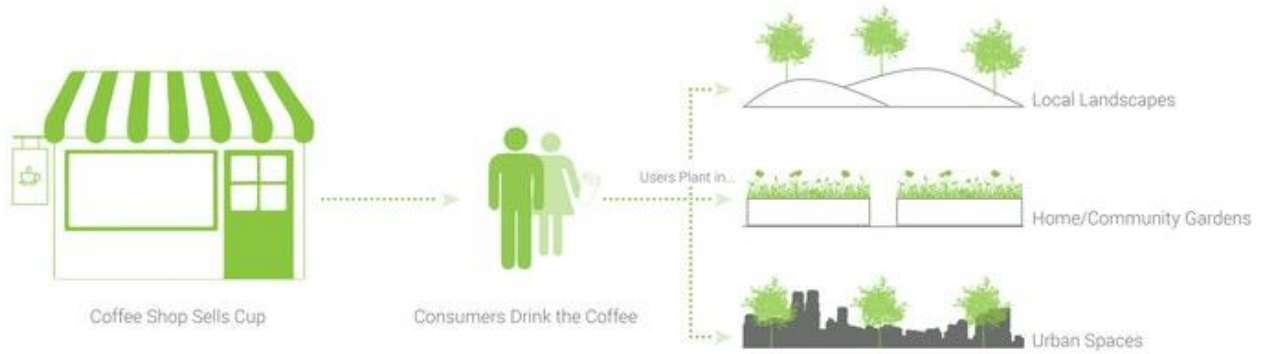 Coffee Shop Sells Cup
Consumers Drink the Coffee
Users Plant in...
Local Landscapes
Home/Community Gardens
Urban Spaces